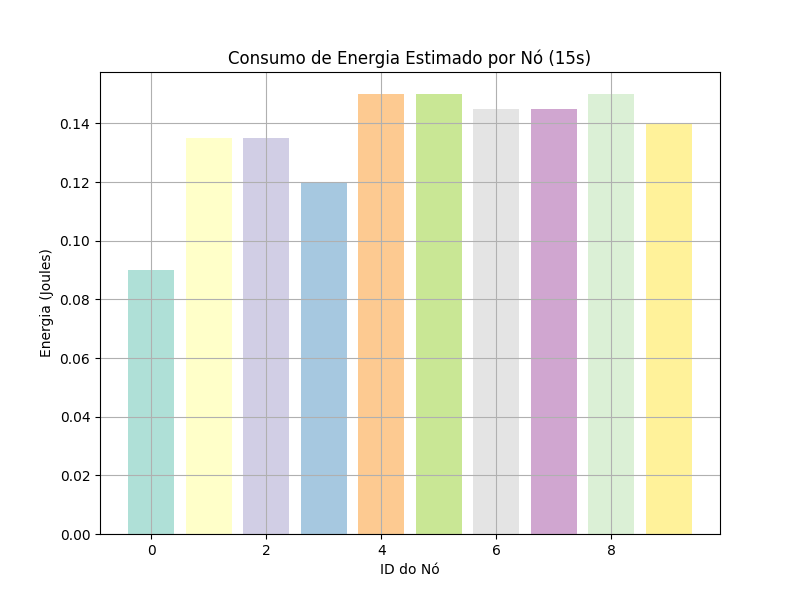 Consumo de Energia Estimado por Nó (15s)
Energia (Joules)
0.14
0.12
0.10
0.08
0.06
0.04
0.02
0.00
0 2 4 6 8
ID do Nó